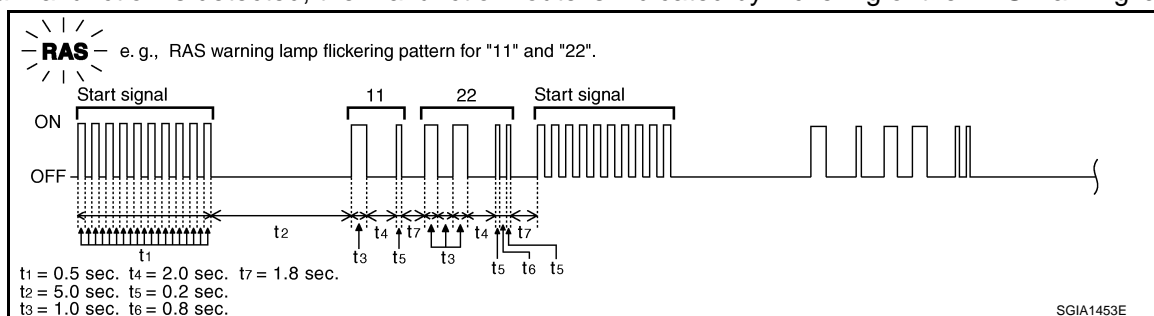 RAS e. g., RAS warning lamp flickering pattern for "11" and "22".
Start signal 11 22 Start signal
ON
OFF
t2 t4 t7 t4 t7
t1 t3 t5 t3 t5 t6 t5
t1 = 0.5 sec. t4 = 2.0 sec. t7 = 1.8 sec.
t2 = 5.0 sec. t5 = 0.2 sec.
t3 = 1.0 sec. t6 = 0.8 sec.
SGIA1453E